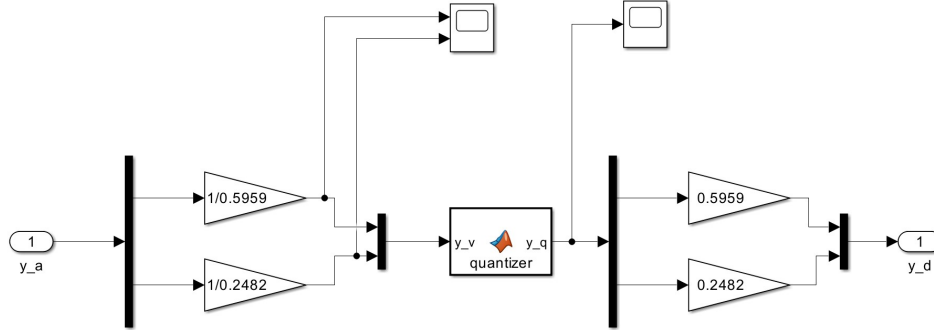 1/0.5959
0.5959
1
y_a
y_v
y_q
quantizer
1
y_d
1/0.2482
0.2482